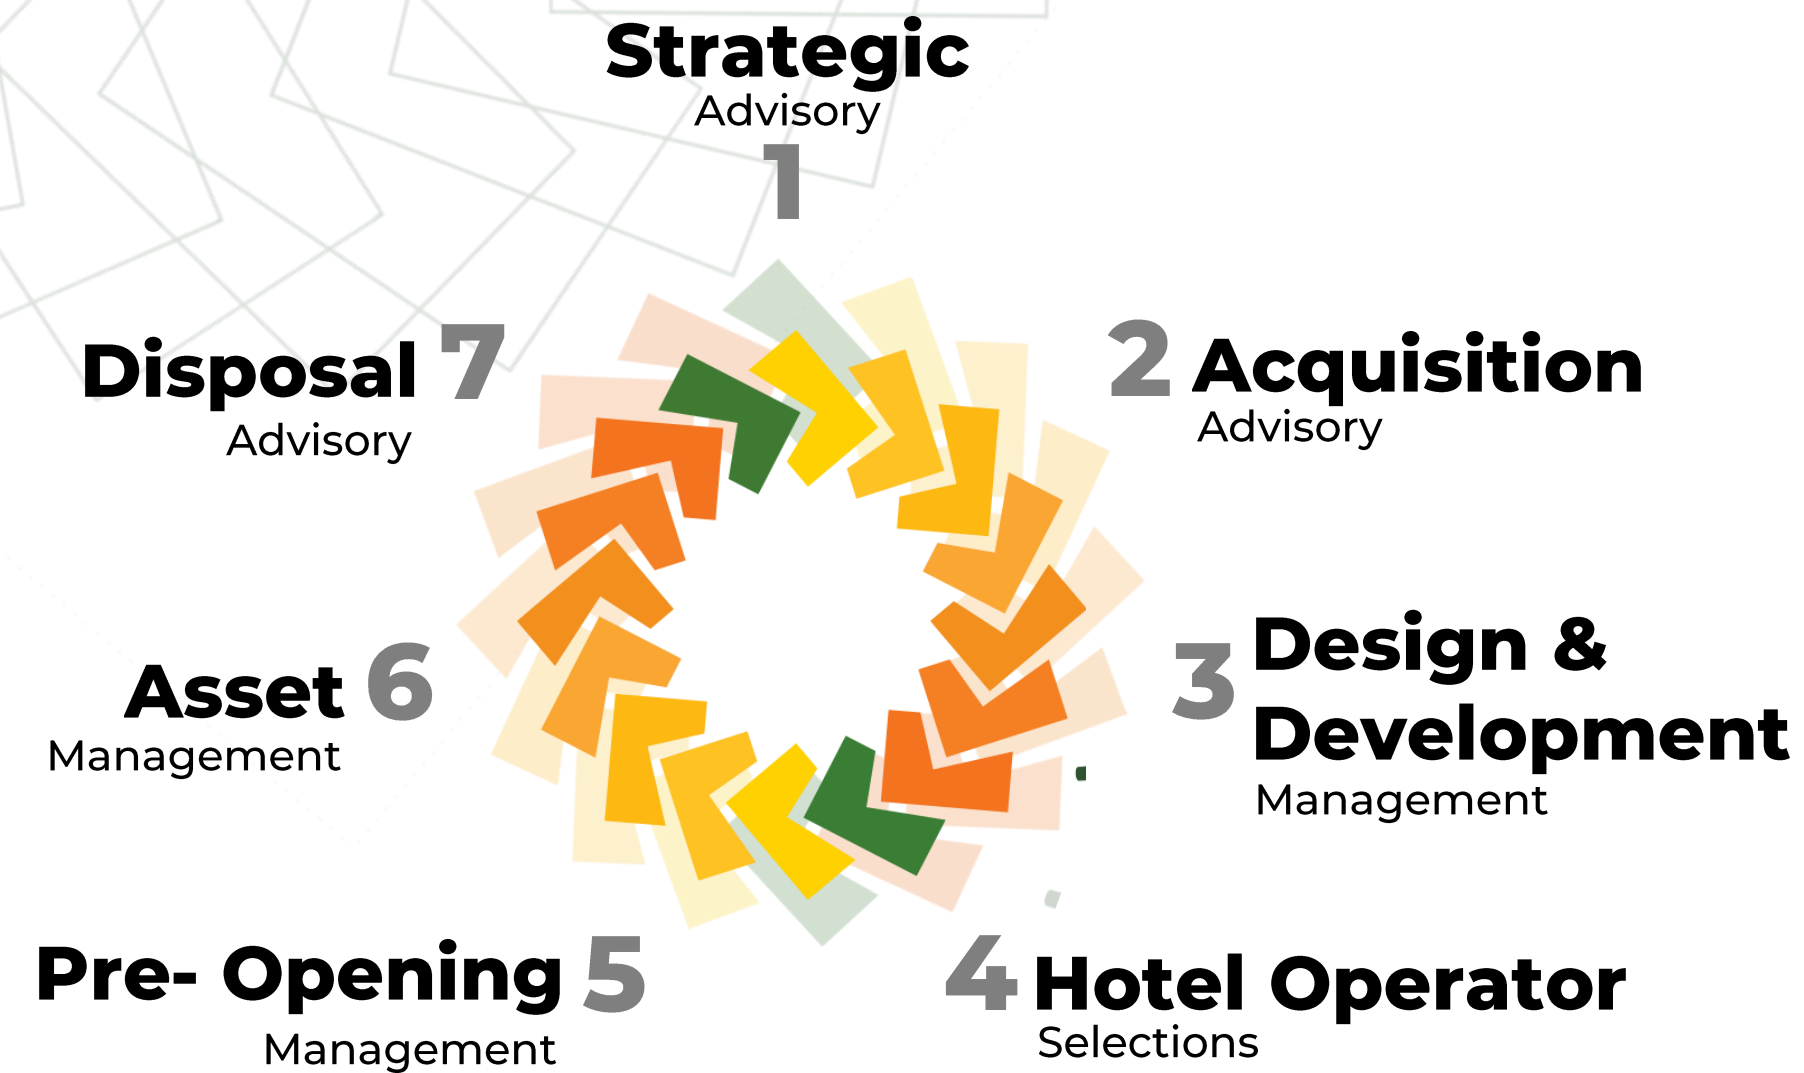 Strategic
Advisory
1
2 Acquisition
Advisory
3 Design &
Development
Management
4 Hotel Operator
Selections
Pre- Opening 5
Management
Asset 6
Management
Disposal 7
Advisory